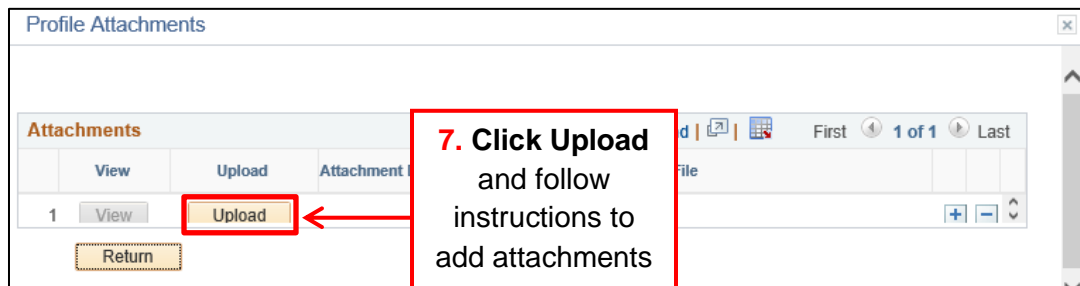 Profile Attachments
Attachments | | First 1 of 1 Last
View Upload Attachment File
1 View Upload
Return
7. Click Upload
and follow
instructions to
add attachments